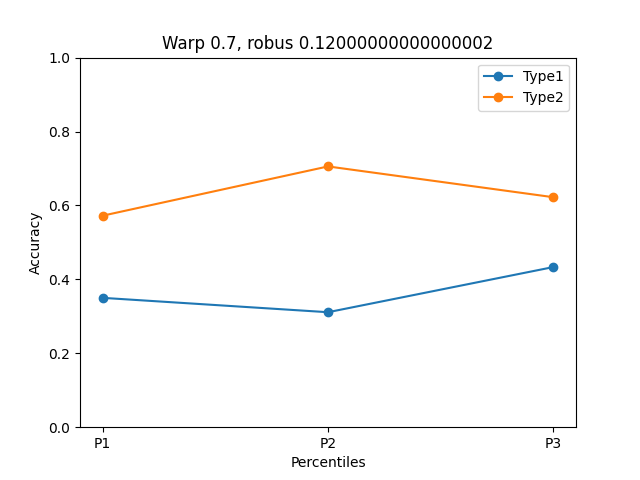 Warp 0.7, robus 0.12000000000000002
Type1
Type2
Accuracy
1.0
0.8
0.6
0.4
0.2
0.0
P1
P2
P3
Percentiles